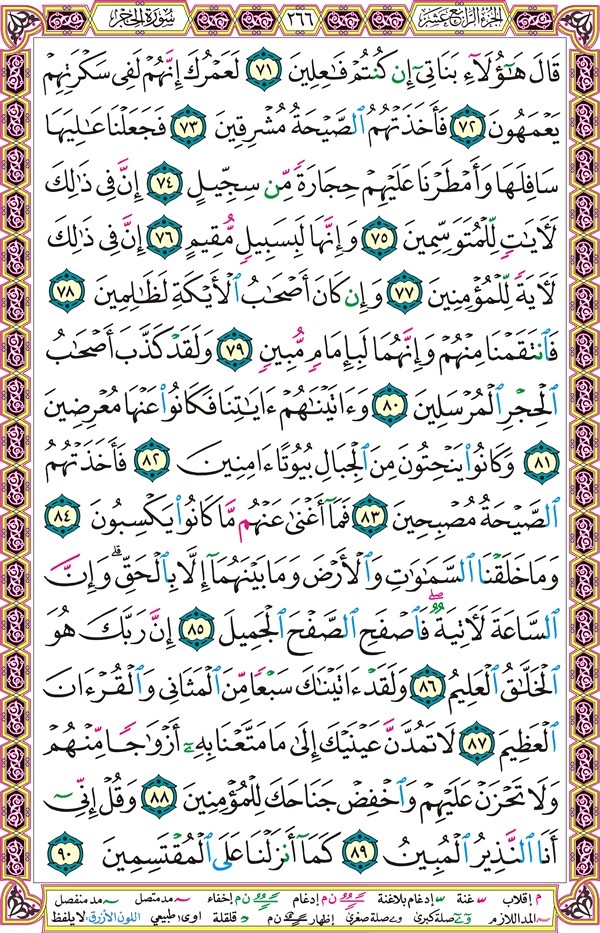 الجزء الرابع عشر ٢٦٦ سورة الحجر
قَالَ هَٰٓؤُلَآءِ بَنَاتِىٓ إِن كُنتُمْ فَٰعِلِينَ ٧١ لَعَمْرُكَ إِنَّهُمْ لَفِى سَكْرَتِهِمْ
يَعْمَهُونَ ٧٢ فَأَخَذَتْهُمُ ٱلصَّيْحَةُ مُشْرِقِينَ ٧٣ فَجَعَلْنَا عَٰلِيَهَا
سَافِلَهَا وَأَمْطَرْنَا عَلَيْهِمْ حِجَارَةً مِّن سِجِّيلٍ ٧٤ إِنَّ فِى ذَٰلِكَ
لَءَايَٰتٍ لِّلْمُتَوَسِّمِينَ ٧٥ وَإِنَّهَا لَبِسَبِيلٍ مُّقِيمٍ ٧٦ إِنَّ فِى ذَٰلِكَ
لَءَايَةً لِّلْمُؤْمِنِينَ ٧٧ وَإِن كَانَ أَصْحَٰبُ ٱلْأَيْكَةِ لَظَٰلِمِينَ ٧٨
فَٱنتَقَمْنَا مِنْهُمْ وَإِنَّهُمَا لَبِإِمَامٍ مُّبِينٍ ٧٩ وَلَقَدْ كَذَّبَ أَصْحَٰبُ
ٱلْحِجْرِ ٱلْمُرْسَلِينَ ٨٠ وَءَاتَيْنَٰهُمْ ءَايَٰتِنَا فَكَانُوا۟ عَنْهَا مُعْرِضِينَ
٨١ وَكَانُوا۟ يَنْحِتُونَ مِنَ ٱلْجِبَالِ بُيُوتًا ءَامِنِينَ ٨٢ فَأَخَذَتْهُمُ
ٱلصَّيْحَةُ مُصْبِحِينَ ٨٣ فَمَآ أَغْنَىٰ عَنْهُم مَّا كَانُوا۟ يَكْسِبُونَ ٨٤
وَمَا خَلَقْنَا ٱلسَّمَٰوَٰتِ وَٱلْأَرْضَ وَمَا بَيْنَهُمَآ إِلَّا بِٱلْحَقِّ ۗ وَإِنَّ
ٱلسَّاعَةَ لَءَاتِيَةٌ ۖ فَٱصْفَحِ ٱلصَّفْحَ ٱلْجَمِيلَ ٨٥ إِنَّ رَبَّكَ هُوَ
ٱلْخَلَّٰقُ ٱلْعَلِيمُ ٨٦ وَلَقَدْ ءَاتَيْنَٰكَ سَبْعًا مِّنَ ٱلْمَثَانِى وَٱلْقُرْءَانَ
ٱلْعَظِيمَ ٨٧ لَا تَمُدَّنَّ عَيْنَيْكَ إِلَىٰ مَا مَتَّعْنَا بِهِۦٓ أَزْوَٰجًا مِّنْهُمْ
وَلَا تَحْزَنْ عَلَيْهِمْ وَٱخْفِضْ جَنَاحَكَ لِلْمُؤْمِنِينَ ٨٨ وَقُلْ إِنِّىٓ
أَنَا ٱلنَّذِيرُ ٱلْمُبِينُ ٨٩ كَمَآ أَنزَلْنَا عَلَى ٱلْمُقْتَسِمِينَ ٩٠
م إقلاب غنة إدغام بلاغنة ن م إدغام ن م إخفاء مد متصل مد منفصل
المد اللازم صلة كبرى صلة صغرى إظهار ن م قلقلة اوى طبيعي اللون الأزرق: لا يلفظ